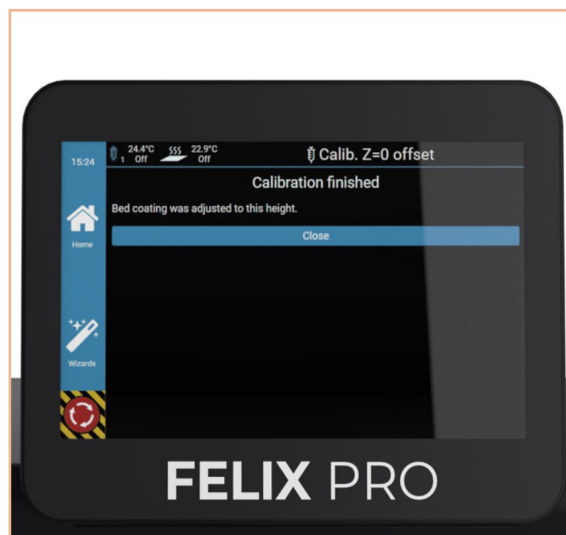 15:24
1 24.4°C Off 22.9°C Off
Calib. Z=0 offset
Calibration finished
Bed coating was adjusted to this height.
Close
Home
Wizards
FELIX PRO